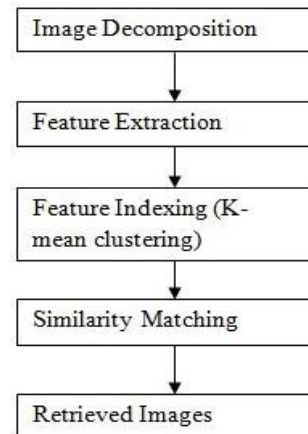 Image Decomposition
Feature Extraction
Feature Indexing (K-
mean clustering)
Similarity Matching
Retrieved Images